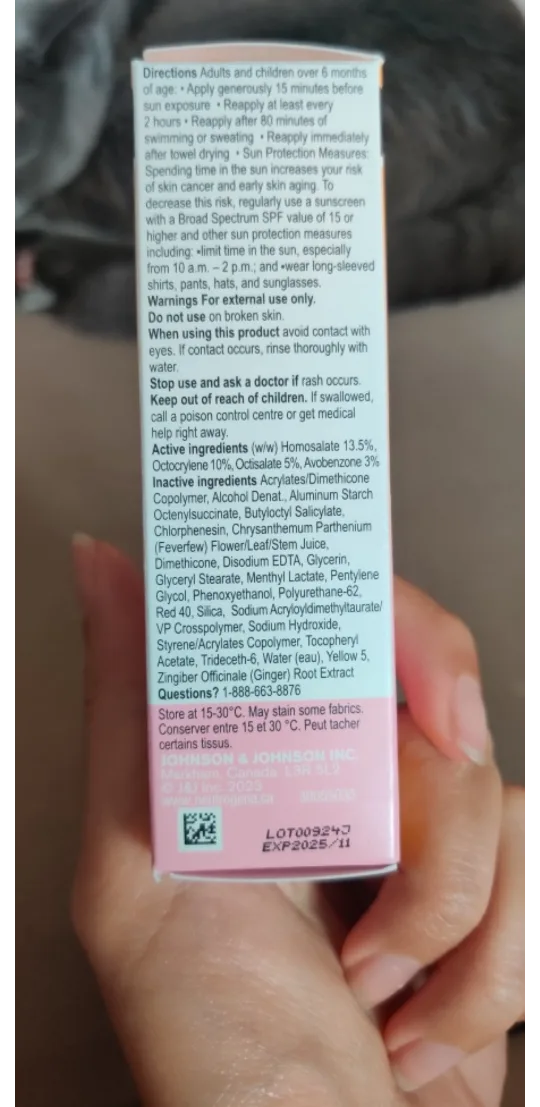 Directions Adults and children over 6 months
of age: • Apply generously 15 minutes before
sun exposure • Reapply at least every
2 hours • Reapply after 80 minutes of
swimming or sweating • Reapply immediately
after towel drying • Sun Protection Measures:
Spending time in the sun increases your risk
of skin cancer and early skin aging. To
decrease this risk, regularly use a sunscreen
with a Broad Spectrum SPF value of 15 or
higher and other sun protection measures
including: •limit time in the sun, especially
from 10 a.m. – 2 p.m.; and •wear long-sleeved
shirts, pants, hats, and sunglasses.
Warnings For external use only.
Do not use on broken skin.
When using this product avoid contact with
eyes. If contact occurs, rinse thoroughly with
water.
Stop use and ask a doctor if rash occurs.
Keep out of reach of children. If swallowed,
call a poison control centre or get medical
help right away.
Active ingredients (w/w) Homosalate 13.5%,
Octocrylene 10%, Octisalate 5%, Avobenzone 3%
Inactive ingredients Acrylates/Dimethicone
Copolymer, Alcohol Denat., Aluminum Starch
Octenylsuccinate, Butyloctyl Salicylate,
Chlorphenesin, Chrysanthemum Parthenium
(Feverfew) Flower/Leaf/Stem Juice,
Dimethicone, Disodium EDTA, Glycerin,
Glyceryl Stearate, Menthyl Lactate, Pentylene
Glycol, Phenoxyethanol, Polyurethane-62,
Red 40, Silica, Sodium Acryloyldimethyltaurate/
VP Crosspolymer, Sodium Hydroxide,
Styrene/Acrylates Copolymer, Tocopheryl
Acetate, Trideceth-6, Water (eau), Yellow 5,
Zingiber Officinale (Ginger) Root Extract
Questions? 1-888-663-8876
Store at 15-30°C. May stain some fabrics.
Conserver entre 15 et 30 °C. Peut tacher
certains tissus.
JOHNSON & JOHNSON INC.
Markham, Canada L3R 5L2
© J&J Inc. 2023
www.neutrogena.ca
LOT00924J
EXP2025/11